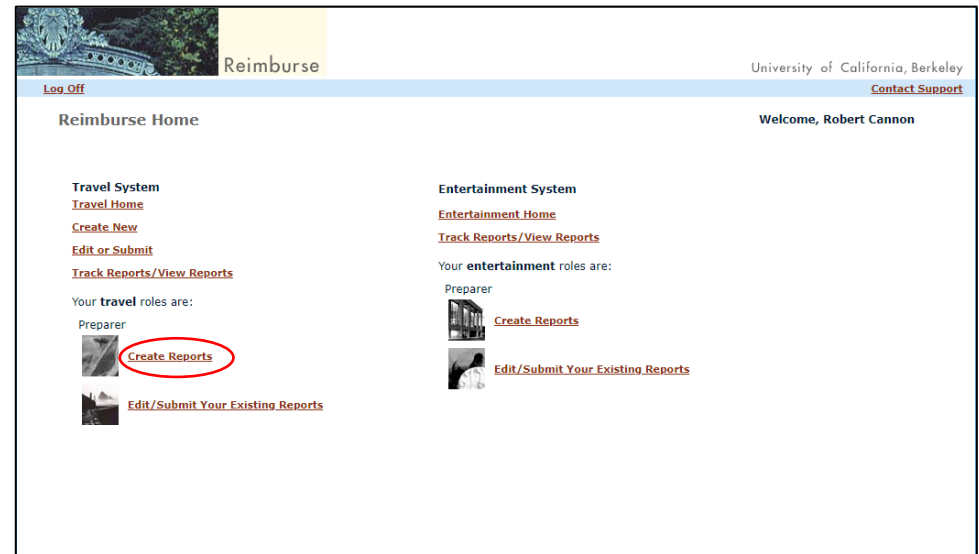 Reimburse
University of California, Berkeley
Log Off
Contact Support
Reimburse Home
Welcome, Robert Cannon
Travel System
Travel Home
Create New
Edit or Submit
Track Reports/View Reports
Your travel roles are:
Preparer
Create Reports
Edit/Submit Your Existing Reports
Entertainment System
Entertainment Home
Track Reports/View Reports
Your entertainment roles are:
Preparer
Create Reports
Edit/Submit Your Existing Reports